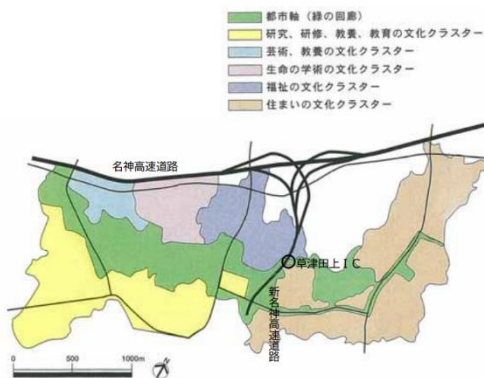 都市軸（緑の回廊）
研究、研修、教養、教育の文化クラスター
芸術、教養の文化クラスター
生命の学術の文化クラスター
福祉の文化クラスター
住まいの文化クラスター
名神高速道路
草津田上ＩＣ
新名神高速道路
0 500 1000m
N